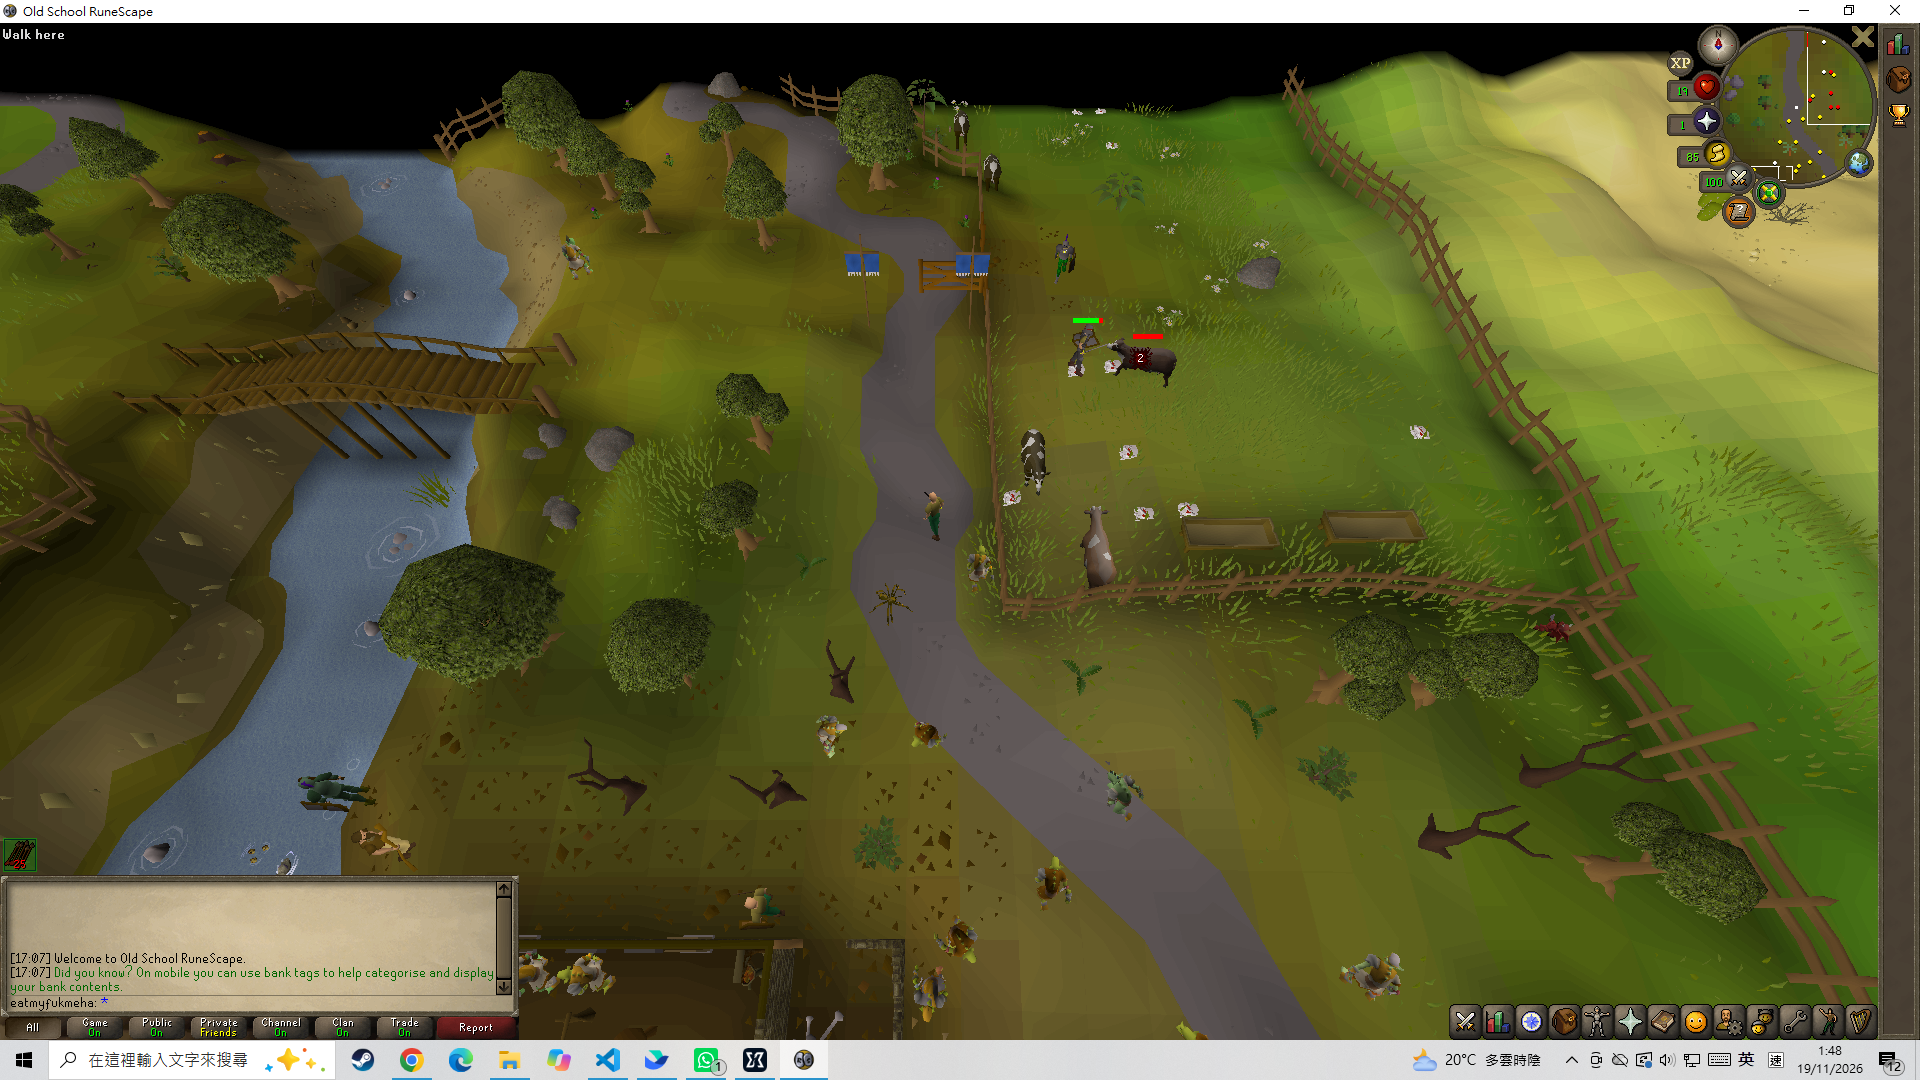 Old School RuneScape
Walk here
N
XP
19
1
85
100
2
25
[17:07] Welcome to Old School RuneScape.
[17:07] Did you know? On mobile you can use bank tags to help categorise and display
your bank contents.
eatmyfukmeha: *
All
Game
On
Public
On
Private
Friends
Channel
On
Clan
On
Trade
On
Report
在這裡輸入文字來搜尋
1
20°C 多雲時陰
英
速
1:48
19/11/2026
12